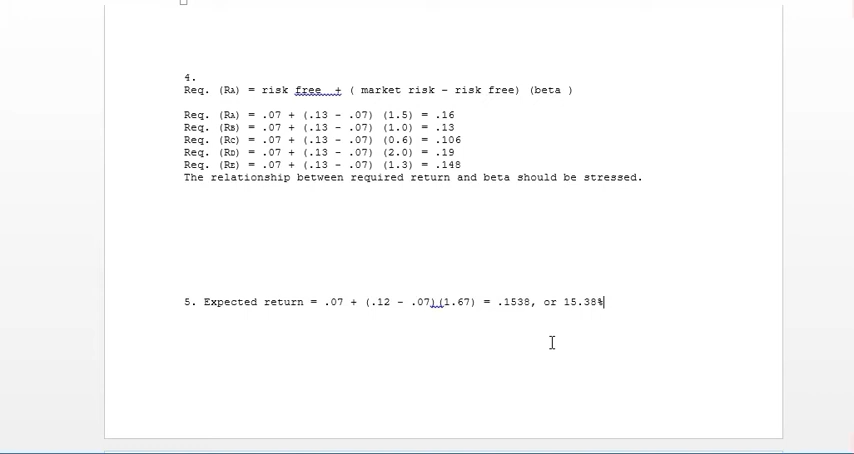 4.
Req. (RA) = risk free + ( market risk - risk free) (beta )
Req. (RA) = .07 + (.13 - .07) (1.5) = .16
Req. (RB) = .07 + (.13 - .07) (1.0) = .13
Req. (RC) = .07 + (.13 - .07) (0.6) = .106
Req. (RD) = .07 + (.13 - .07) (2.0) = .19
Req. (RE) = .07 + (.13 - .07) (1.3) = .148
The relationship between required return and beta should be stressed.
5. Expected return = .07 + (.12 - .07)(1.67) = .1538, or 15.38%